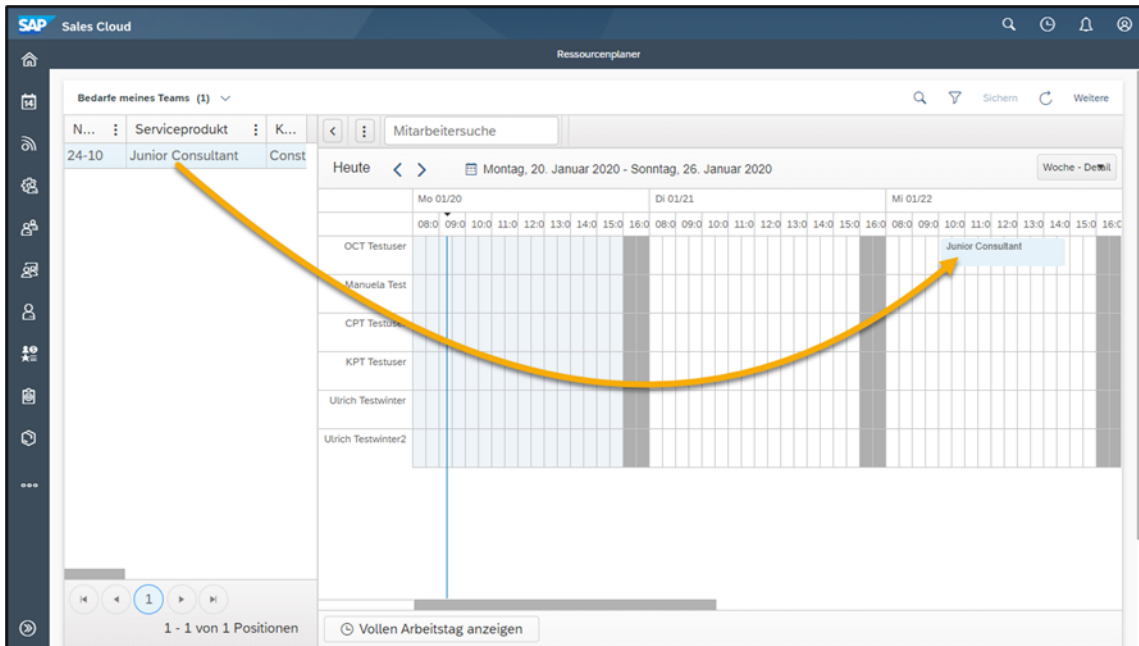 SAP Sales Cloud
Ressourcenplaner
14
Bedarfe meines Teams (1)
Sichern
Weitere
N... Serviceprodukt K...
24-10 Junior Consultant Const
Mitarbeitersuche
Heute Montag, 20. Januar 2020 - Sonntag, 26. Januar 2020
Woche - Detail
Mo 01/20 Di 01/21 Mi 01/22
08:0 09:0 10:0 11:0 12:0 13:0 14:0 15:0 16:0 08:0 09:0 10:0 11:0 12:0 13:0 14:0 15:0 16:0 08:0 09:0 10:0 11:0 12:0 13:0 14:0 15:0 16:0
OCT Testuser
Junior Consultant
Manuela Test
CPT Testuser
KPT Testuser
Ulrich Testwinter
Ulrich Testwinter2
1
1 - 1 von 1 Positionen
Vollen Arbeitstag anzeigen